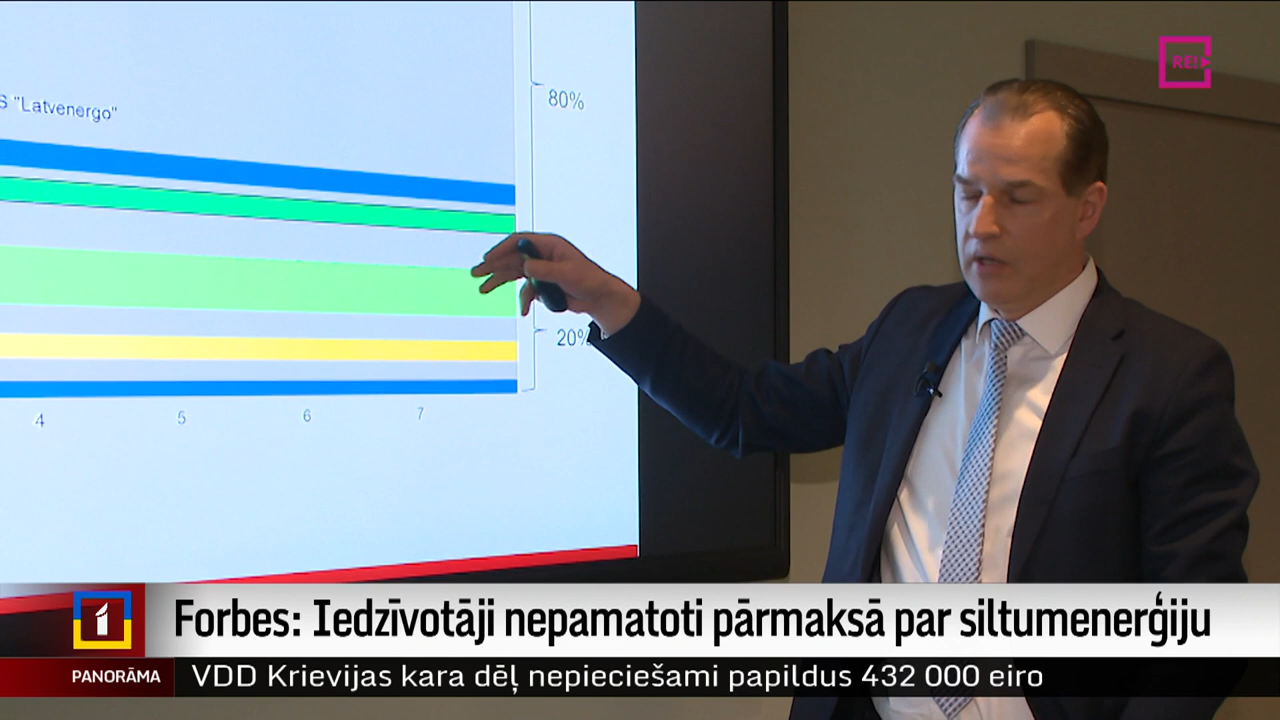 RE!
S "Latvenergo"
80%
20%
4 5 6 7
1 Forbes: Iedzīvotāji nepamatoti pārmaksā par siltumenerģiju
PANORĀMA VDD Krievijas kara dēļ nepieciešami papildus 432 000 eiro